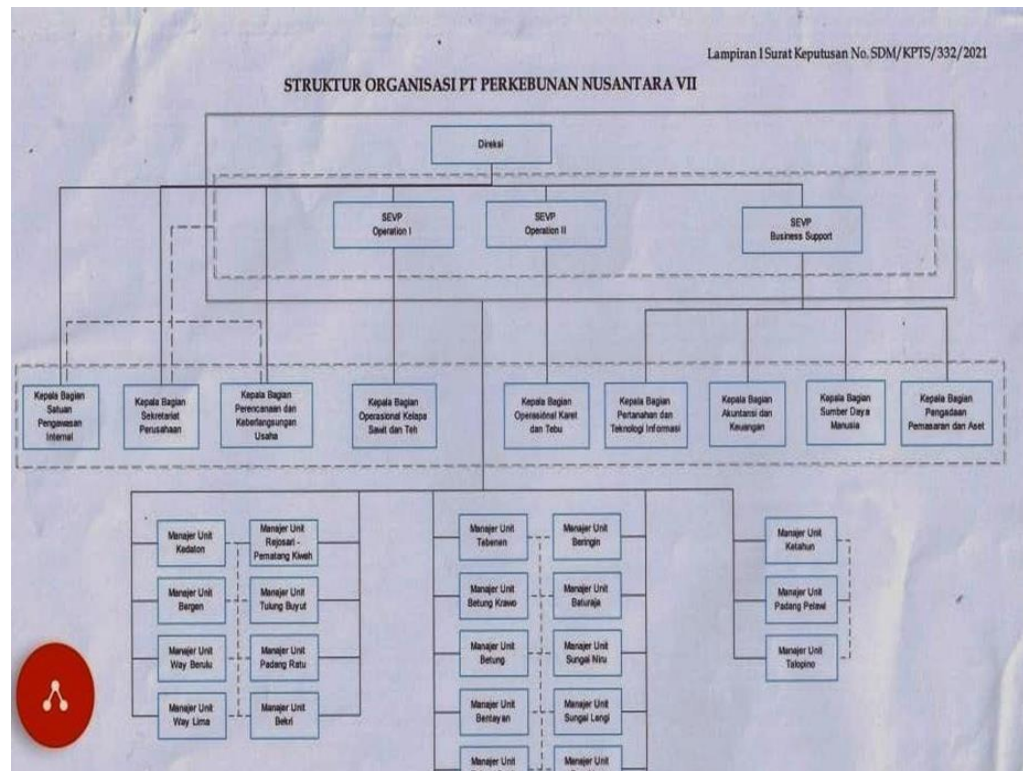 Lampiran I Surat Keputusan No. SDM/KPTS/332/2021
STRUKTUR ORGANISASI PT PERKEBUNAN NUSANTARA VII
Direksi
SEVP
Operation I
SEVP
Operation II
SEVP
Business Support
Kepala Bagian
Satuan
Pengawasan
Internal
Kepala Bagian
Sekretariat
Perusahaan
Kepala Bagian
Perencanaan dan
Keberlangsungan
Usaha
Kepala Bagian
Operasional Kelapa
Sawit dan Teh
Kepala Bagian
Operasional Karet
dan Tebu
Kepala Bagian
Pertanahan dan
Teknologi Informasi
Kepala Bagian
Akuntansi dan
Keuangan
Kepala Bagian
Sumber Daya
Manusia
Kepala Bagian
Pengadaan
Pemasaran dan Aset
Manajer Unit
Kedaton
Manajer Unit
Rejosari -
Pematang Kiwah
Manajer Unit
Bergen
Manajer Unit
Tulung Buyut
Manajer Unit
Way Berulu
Manajer Unit
Padang Ratu
Manajer Unit
Way Lima
Manajer Unit
Bekri
Manajer Unit
Tebenan
Manajer Unit
Beringin
Manajer Unit
Betung Krawo
Manajer Unit
Baturaja
Manajer Unit
Betung
Manajer Unit
Sungai Niru
Manajer Unit
Bentayan
Manajer Unit
Sungai Lengi
Manajer Unit
Manajer Unit
Manajer Unit
Ketahun
Manajer Unit
Padang Pelawi
Manajer Unit
Talopino